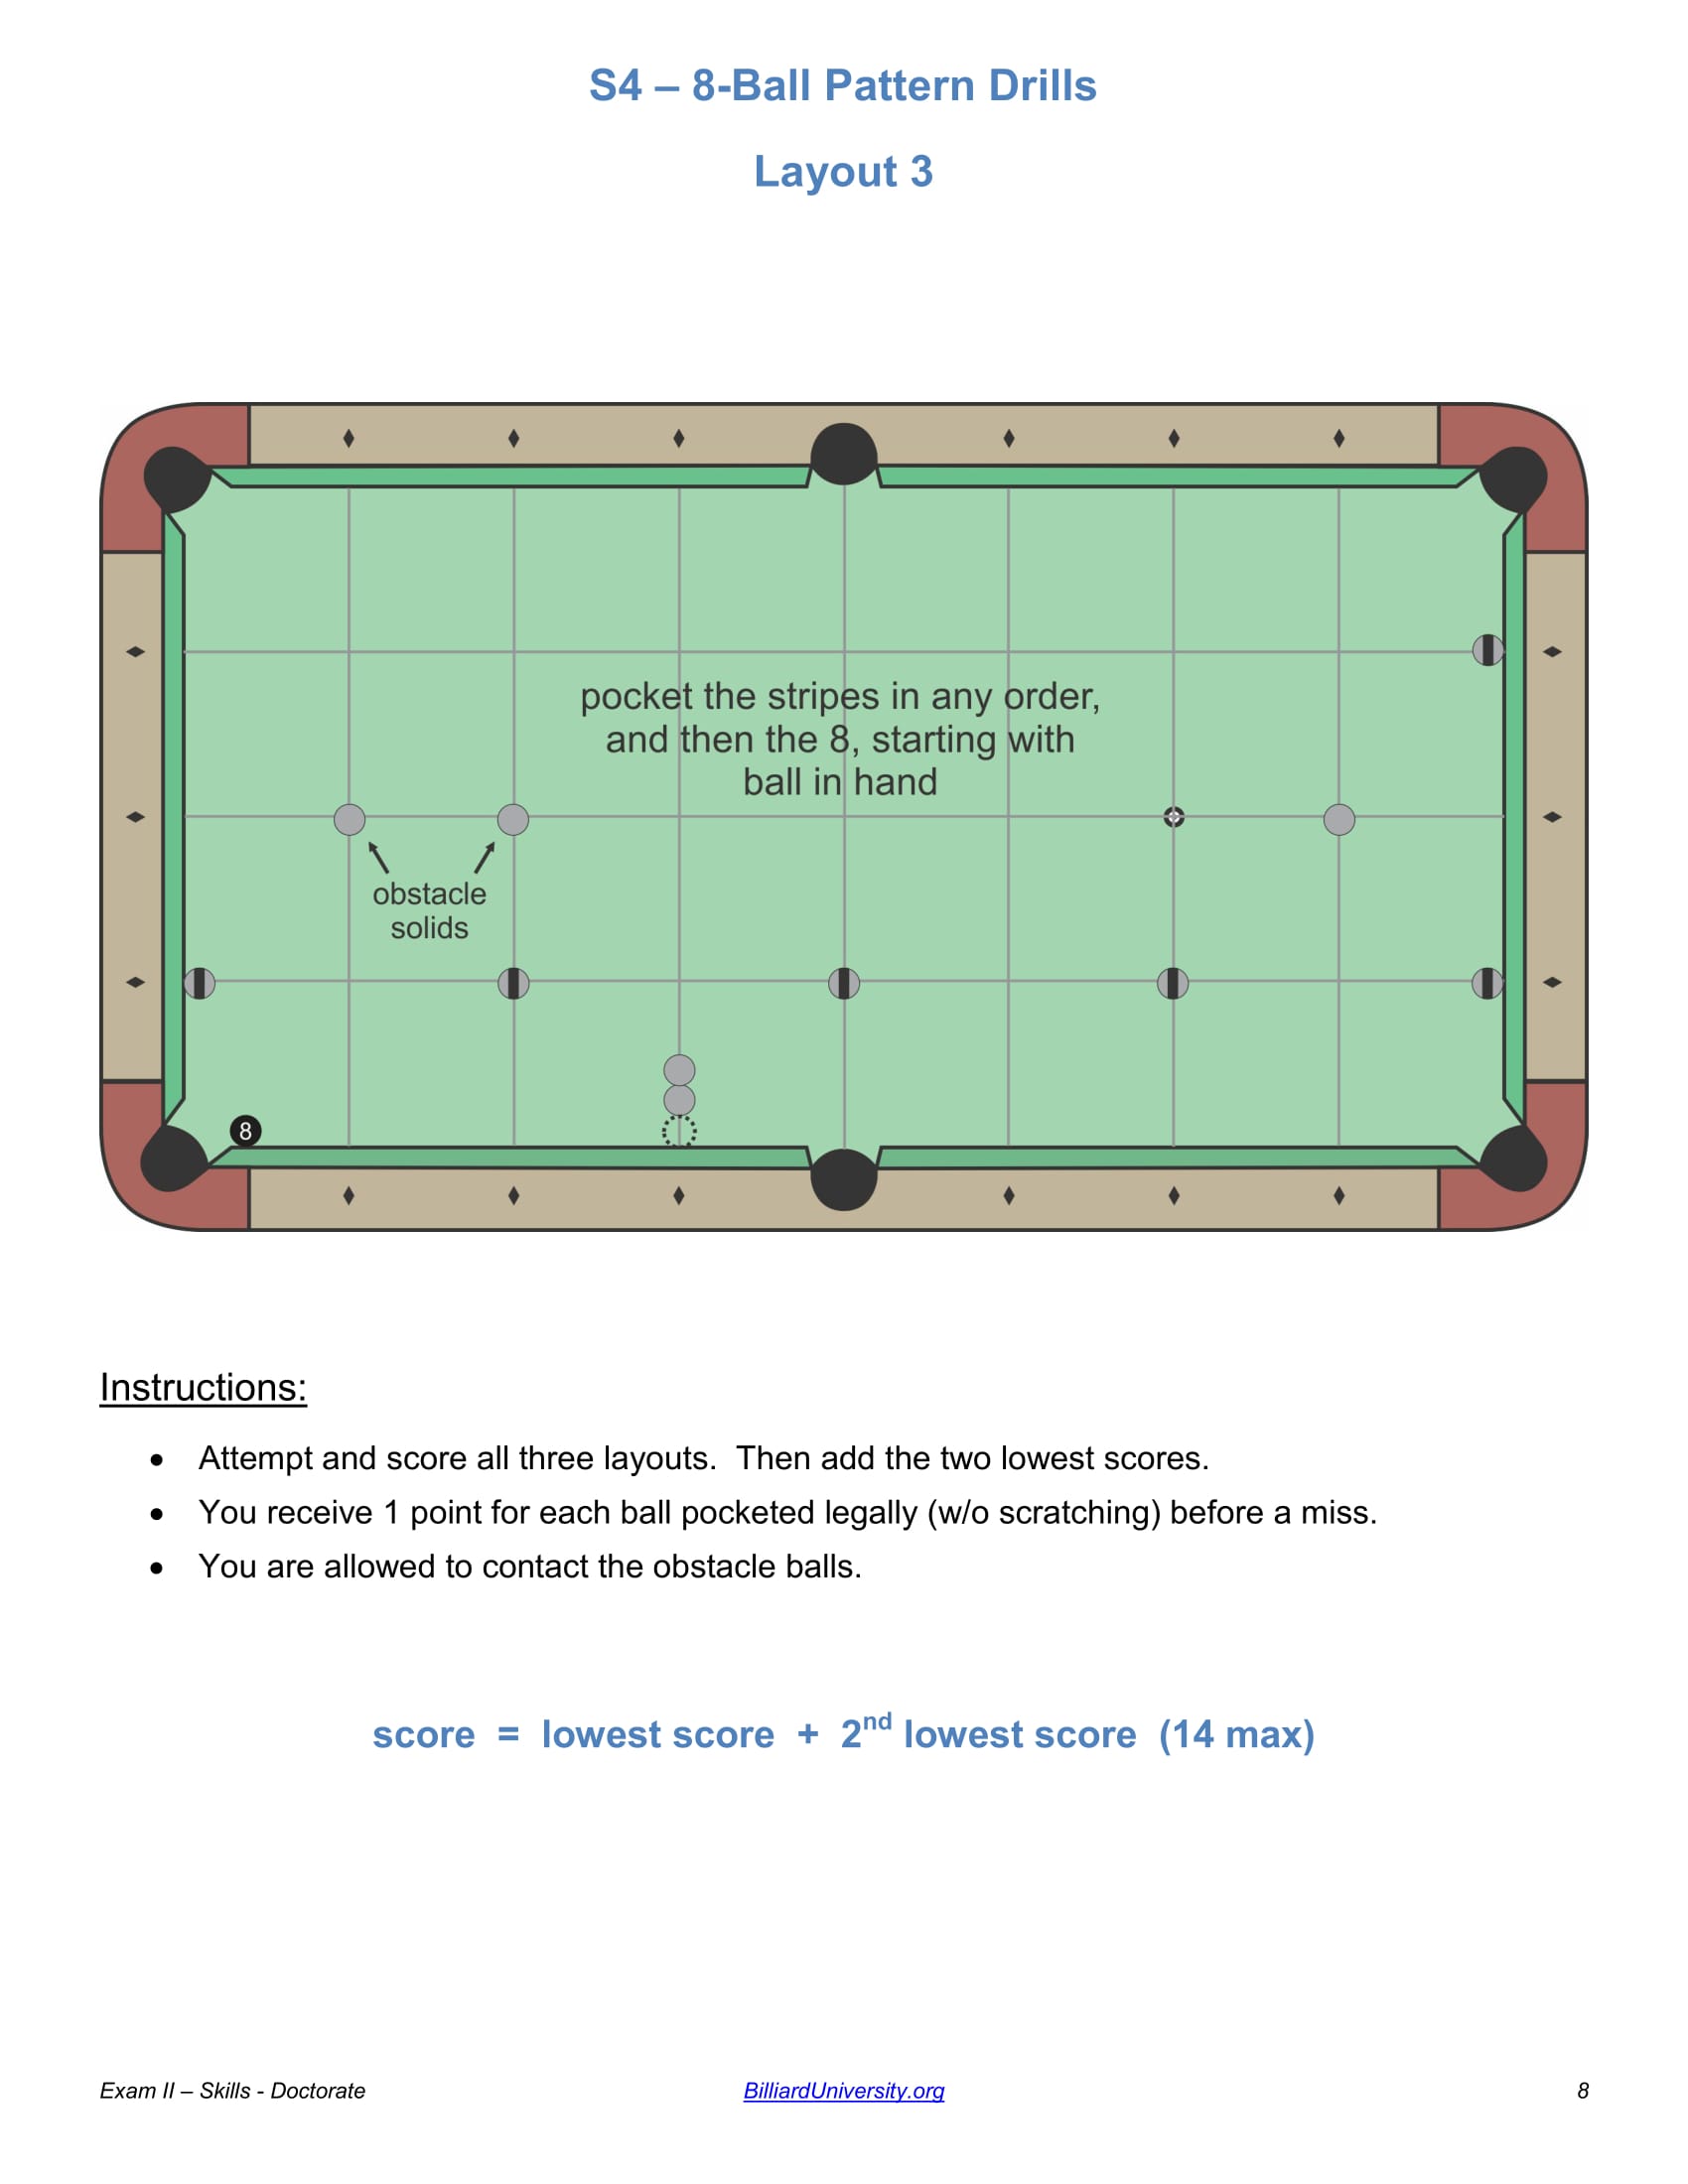 S4 – 8-Ball Pattern Drills
Layout 3
pocket the stripes in any order,
and then the 8, starting with
ball in hand
obstacle
solids
8
Instructions:
• Attempt and score all three layouts.  Then add the two lowest scores.
• You receive 1 point for each ball pocketed legally (w/o scratching) before a miss.
• You are allowed to contact the obstacle balls.
score  =  lowest score  +  2nd lowest score  (14 max)
Exam II – Skills - Doctorate
BilliardUniversity.org
8